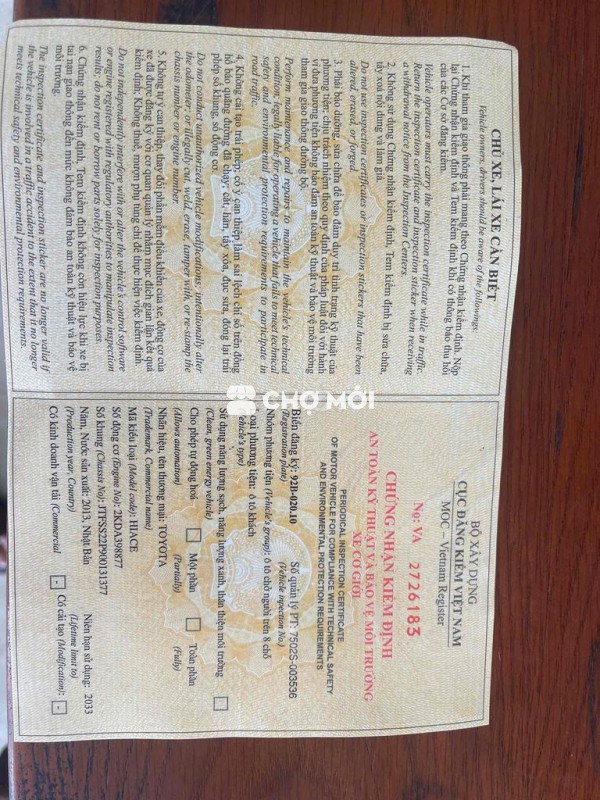 CHỦ XE, LÁI XE CẦN BIẾT
Vehicle owners, drivers should be aware of the following:
1. Khi tham gia giao thông phải mang theo Chứng nhận kiểm định. Nộp
lại Chứng nhận kiểm định và Tem kiểm định khi có thông báo thu hồi
của các Cơ sở đăng kiểm.
Vehicle operators must carry the inspection certificate while in traffic.
Return the inspection certificate and inspection sticker when receiving
a withdrawal notice from the Inspection Centers.
2. Không sử dụng Chứng nhận kiểm định, Tem kiểm định bị sửa chữa,
tẩy xóa nội dung và làm giả.
Do not use inspection certificates or inspection stickers that have been
altered, erased, or forged.
3. Phải bảo dưỡng, sửa chữa để bảo đảm duy trì tình trạng kỹ thuật của
phương tiện; chịu trách nhiệm theo quy định của pháp luật đối với hành
vi đưa phương tiện không bảo đảm an toàn kỹ thuật và bảo vệ môi trường
tham gia giao thông đường bộ.
Perform maintenance and repairs to maintain the vehicle's technical
condition; legally liable for operating a vehicle that fails to meet technical
safety and environmental protection requirements to participate in
road traffic.
4. Không cải tạo trái phép; cố ý can thiệp làm sai lệch chỉ số trên đồng
hồ báo quãng đường đã chạy; cắt, hàn, tẩy xóa, đục sửa, đóng lại trái
phép số khung, số động cơ.
Do not conduct unauthorized vehicle modifications; intentionally alter
the odometer; or illegally cut, weld, erase, tamper with, or re-stamp the
chassis number or engine number.
5. Không tự ý can thiệp, thay đổi phần mềm điều khiển của xe, động cơ của
xe đã được đăng ký với cơ quan quản lý nhằm mục đích gian lận kết quả
kiểm định; Không thuê, mượn phụ tùng chỉ để thực hiện việc kiểm định.
Do not independently interfere with or alter the vehicle's control software
or engine registered with regulatory authorities to manipulate inspection
results; do not rent or borrow parts solely for inspection purposes.
6. Chứng nhận kiểm định, Tem kiểm định không còn hiệu lực khi xe bị
tai nạn giao thông đến mức không đảm bảo an toàn kỹ thuật và bảo vệ
môi trường.
The inspection certificate and inspection sticker are no longer valid if
the vehicle is involved in a traffic accident to the extent that it no longer
meets technical safety and environmental protection requirements.
BỘ XÂY DỰNG
CỤC ĐĂNG KIỂM VIỆT NAM
MOC – Vietnam Register
No: VA 2726183
CHỨNG NHẬN KIỂM ĐỊNH
AN TOÀN KỸ THUẬT VÀ BẢO VỆ MÔI TRƯỜNG
XE CƠ GIỚI
PERIODICAL INSPECTION CERTIFICATE
OF MOTOR VEHICLE FOR COMPLIANCE WITH TECHNICAL SAFETY
AND ENVIRONMENTAL PROTECTION REQUIREMENTS
Biển đăng ký: 92B-020.10 Số quản lý PT: 7502S-003536
(Registration plate) (Vehicle inpection No.)
Nhóm phương tiện (Vehicle's group): ô tô chở người trên 8 chỗ
Loại phương tiện: ô tô khách
(Vehicle's type)
Sử dụng năng lượng sạch, năng lượng xanh, thân thiện môi trường
(Clean, green energy vehicle)
Cho phép tự động hoá Một phần Toàn phần
(Allows automation) (Partially) (Fully)
Nhãn hiệu, tên thương mại: TOYOTA
(Trademark, Commercial name)
Mã kiểu loại (Model code): HIACE
Số động cơ (Engine No): 2KDA398877
Số khung (Chassis No): JTFSS22P900131377
Năm, Nước sản xuất: 2013, Nhật Bản Niên hạn sử dụng: 2033
(Production year, Country) (Lifetime limit to)
Có kinh doanh vận tải (Commercial - Có cải tạo (Modification): -
CHỢ MỚI